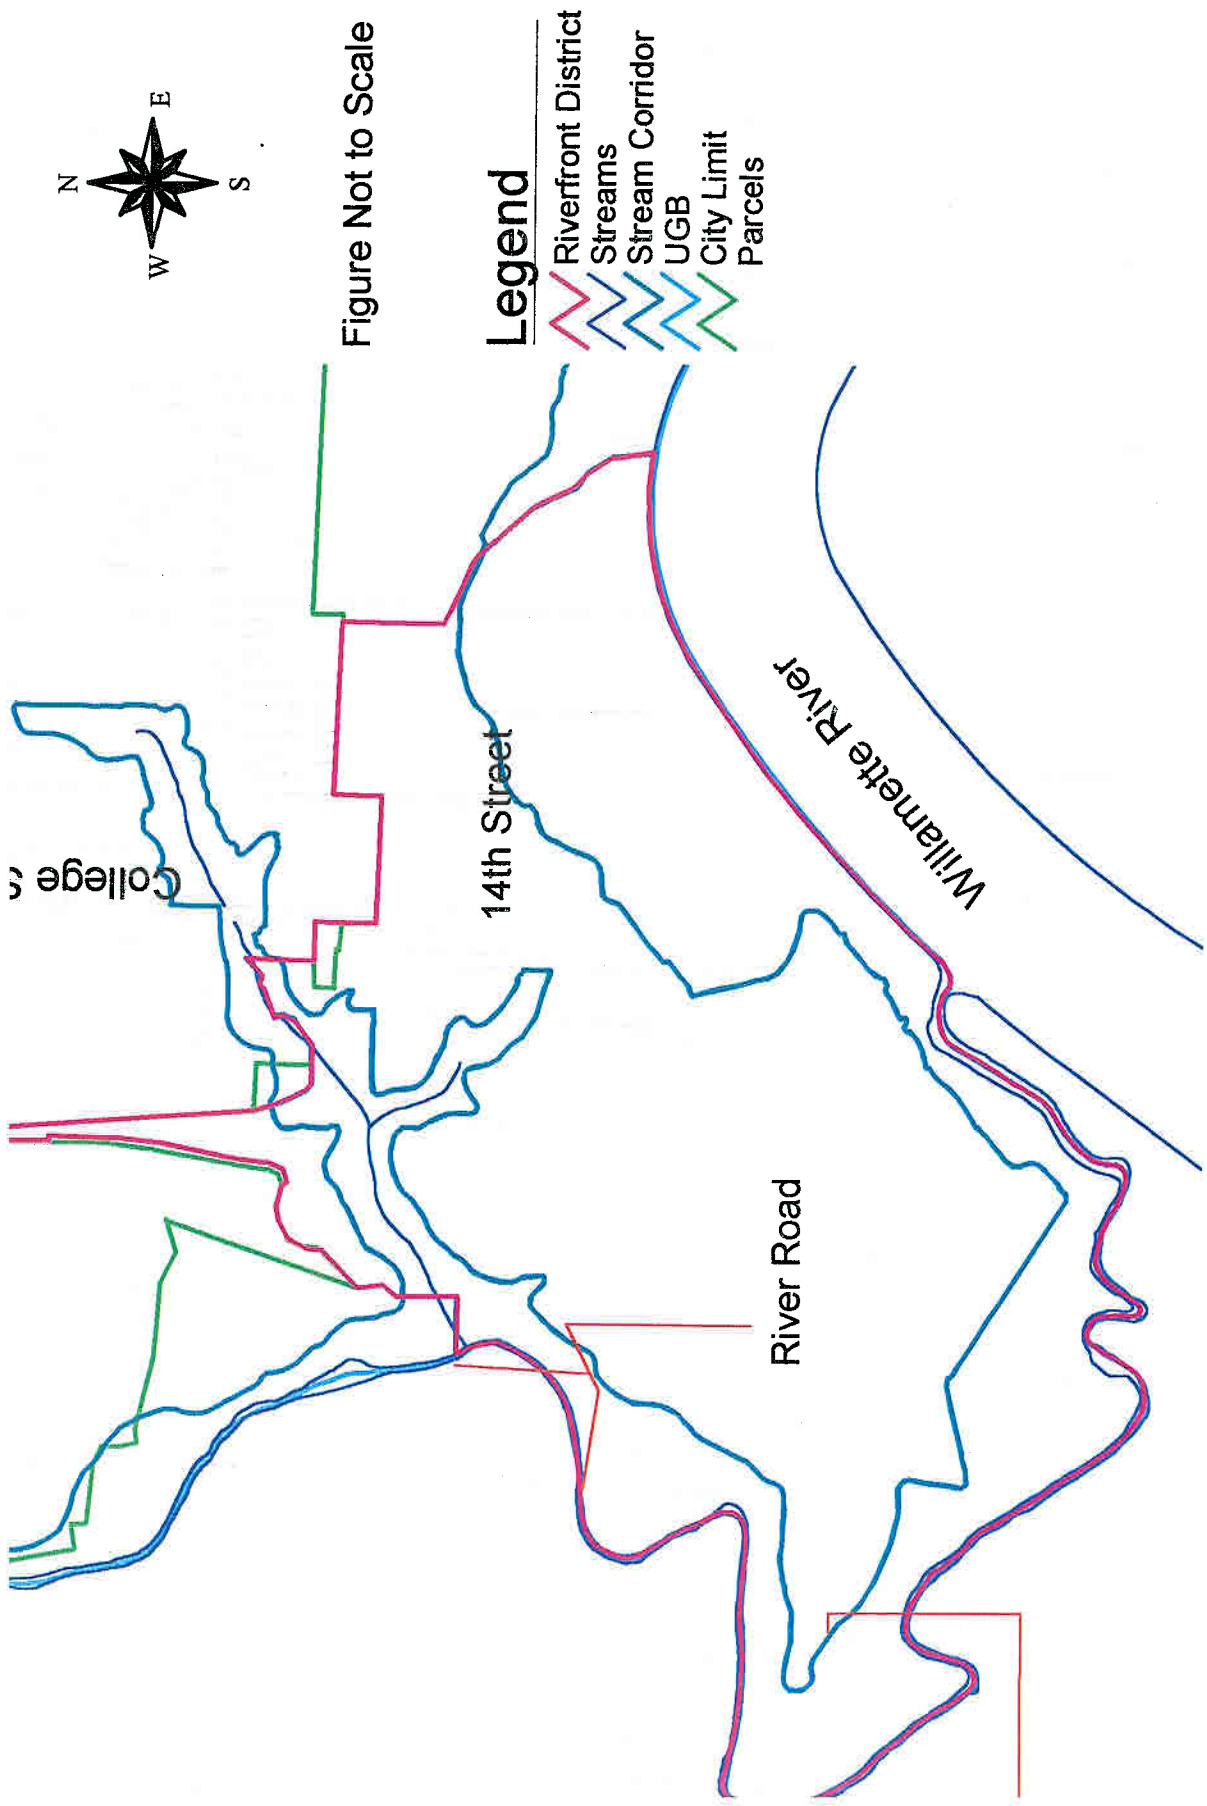 N
W
E
S
Figure Not to Scale
Legend
Riverfront District
Streams
Stream Corridor
UGB
City Limit
Parcels
College
14th Street
Willamette River
River Road